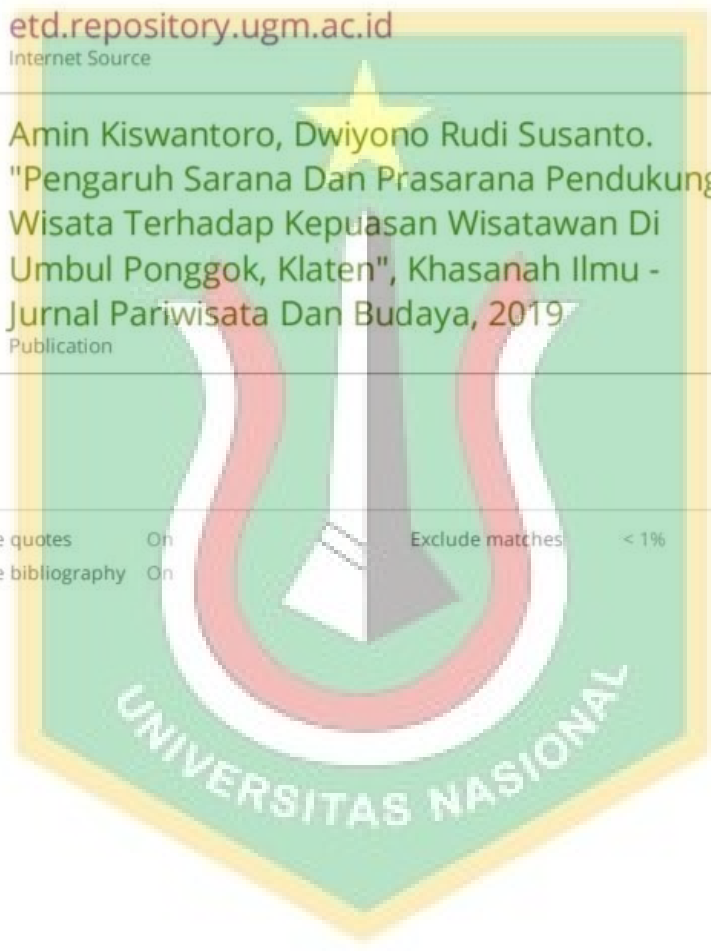 etd.repository.ugm.ac.id
Internet Source
Amin Kiswantoro, Dwiyono Rudi Susanto.
"Pengaruh Sarana Dan Prasarana Pendukung
Wisata Terhadap Kepuasan Wisatawan Di
Umbul Ponggok, Klaten", Khasanah Ilmu -
Jurnal Pariwisata Dan Budaya, 2019
Publication
e quotes On Exclude matches < 1%
e bibliography On
UNIVERSITAS NASIONAL